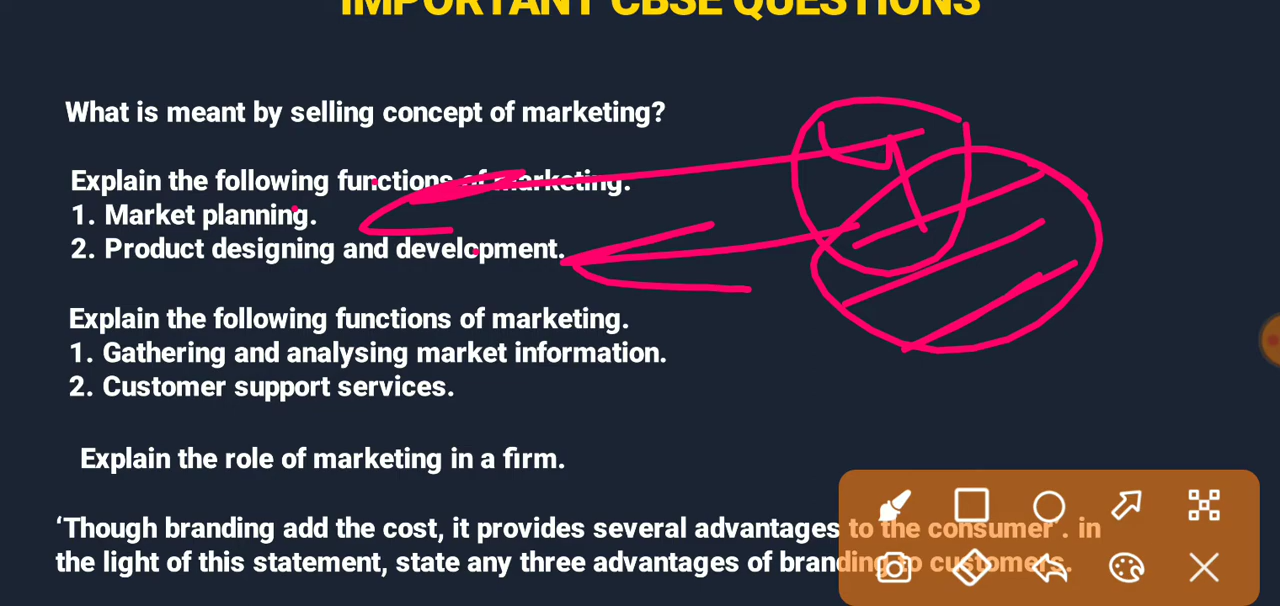 IMPORTANT CBSE QUESTIONS
What is meant by selling concept of marketing?
Explain the following functions of marketing.
1. Market planning.
2. Product designing and development.
Explain the following functions of marketing.
1. Gathering and analysing market information.
2. Customer support services.
Explain the role of marketing in a firm.
‘Though branding add the cost, it provides several advantages to the consumer’. in
the light of this statement, state any three advantages of branding to customers.